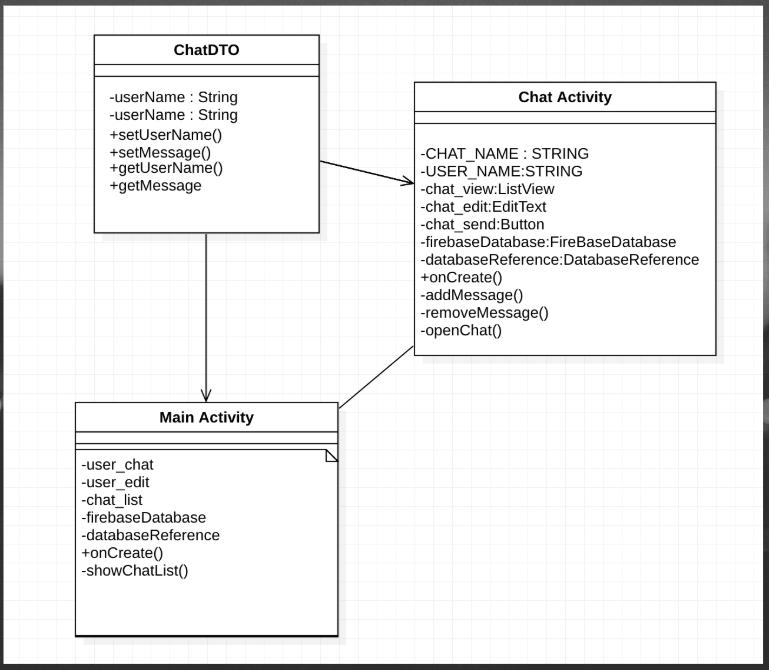 ChatDTO
-userName : String
-userName : String
+setUserName()
+setMessage()
+getUserName()
+getMessage
Chat Activity
-CHAT_NAME : STRING
-USER_NAME:STRING
-chat_view:ListView
-chat_edit:EditText
-chat_send:Button
-firebaseDatabase:FireBaseDatabase
-databaseReference:DatabaseReference
+onCreate()
-addMessage()
-removeMessage()
-openChat()
Main Activity
-user_chat
-user_edit
-chat_list
-firebaseDatabase
-databaseReference
+onCreate()
-showChatList()